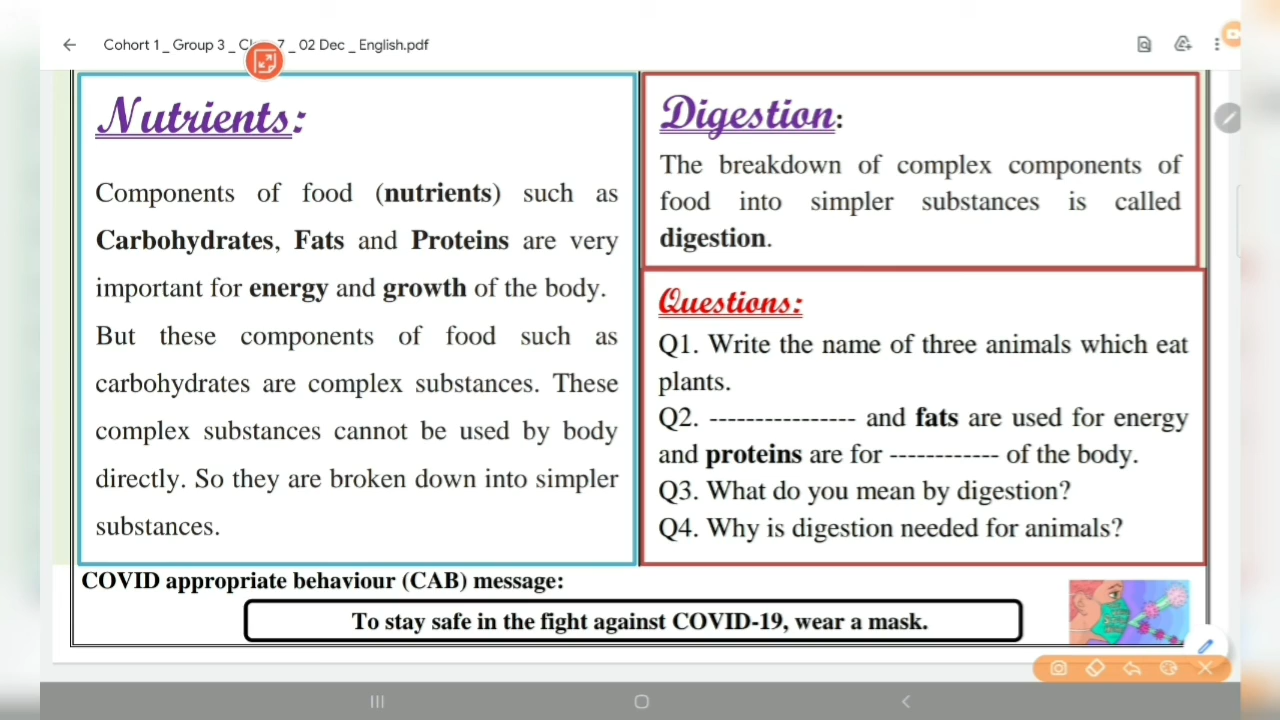 Cohort 1 _ Group 3 _ 7 _ 02 Dec _ English.pdf
Nutrients:
Components of food (nutrients) such as
Carbohydrates, Fats and Proteins are very
important for energy and growth of the body.
But these components of food such as
carbohydrates are complex substances. These
complex substances cannot be used by body
directly. So they are broken down into simpler
substances.
Digestion:
The breakdown of complex components of
food into simpler substances is called
digestion.
Questions:
Q1. Write the name of three animals which eat
plants.
Q2. ---------------- and fats are used for energy
and proteins are for ------------ of the body.
Q3. What do you mean by digestion?
Q4. Why is digestion needed for animals?
COVID appropriate behaviour (CAB) message:
To stay safe in the fight against COVID-19, wear a mask.